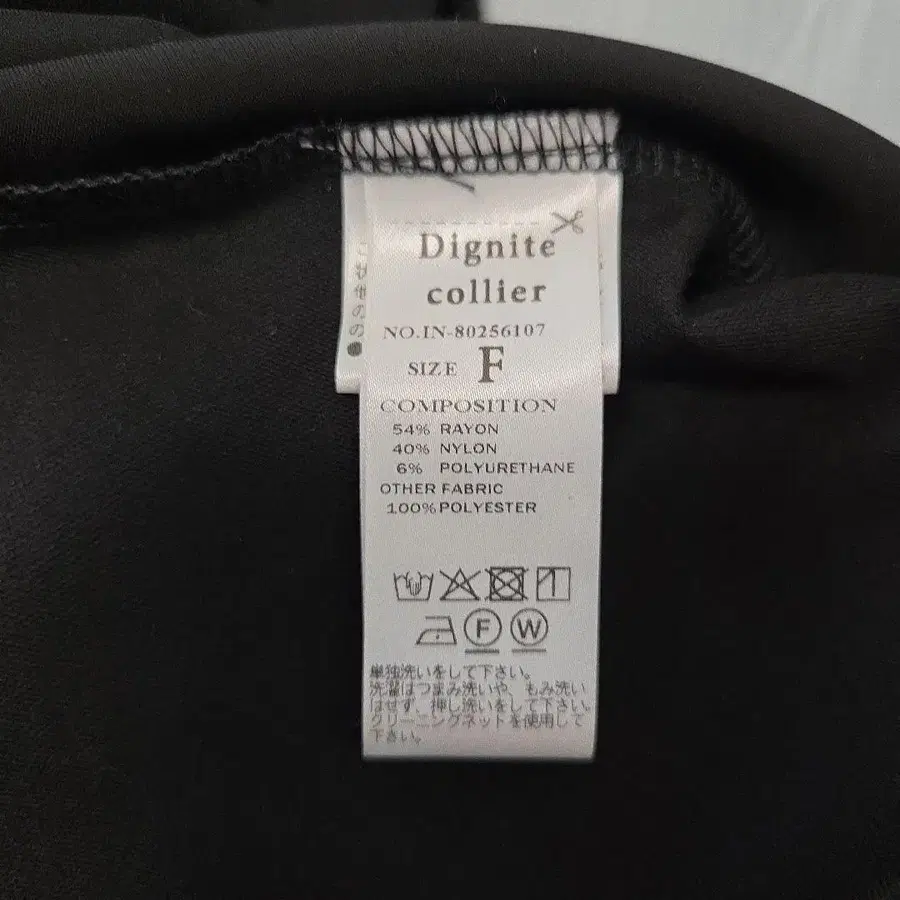 Dignite
collier
NO.IN-80256107
SIZE F
COMPOSITION
54% RAYON
40% NYLON
6% POLYURETHANE
OTHER FABRIC
100% POLYESTER
F W
単独洗いをして下さい。
洗濯はつまみ洗いや、もみ洗い
はせず、押し洗いをして下さい。
クリーニングネットを使用して
下さい。